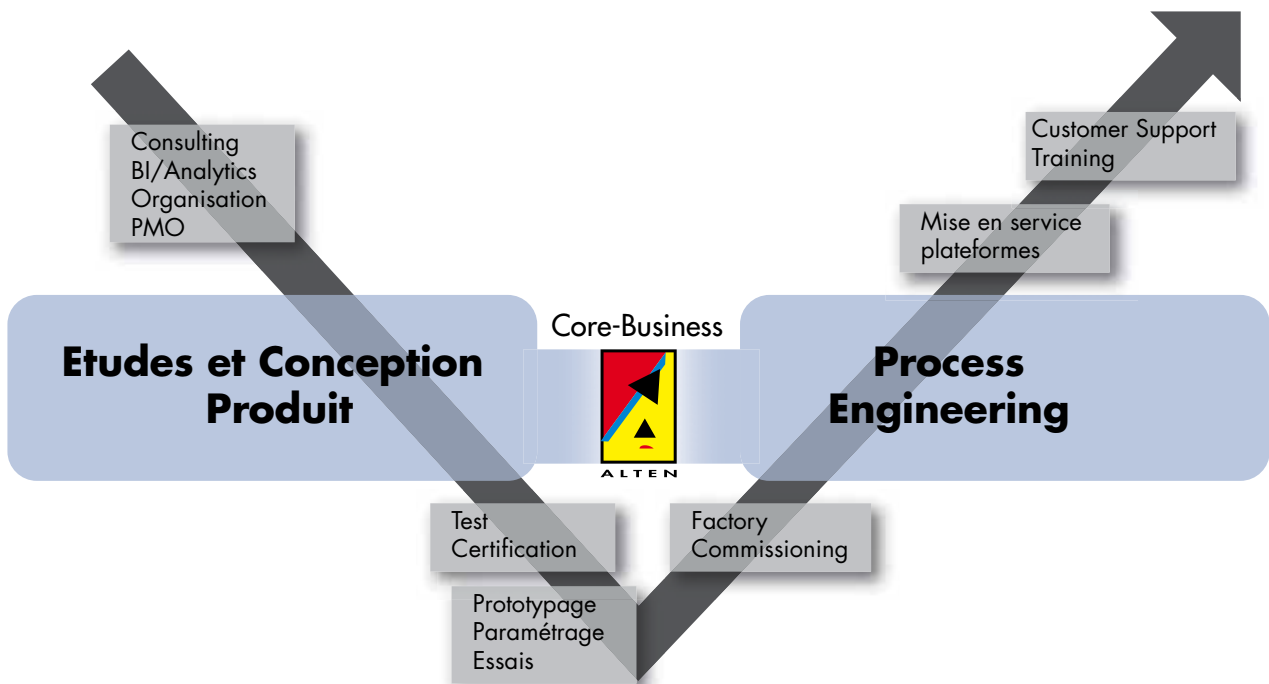 Consulting
BI/Analytics
Organisation
PMO
Customer Support
Training
Mise en service
plateformes
Etudes et Conception
Produit
Core-Business
ALTEN
Process
Engineering
Test
Certification
Factory
Commissioning
Prototypage
Paramétrage
Essais